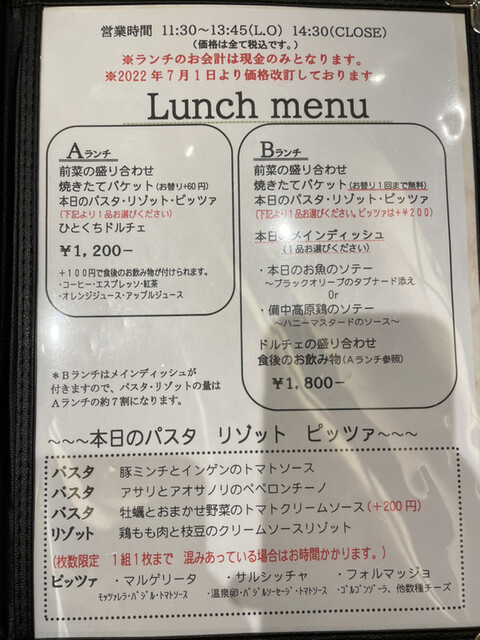 営業時間 11:30～13:45(L.O) 14:30(CLOSE)
(価格は全て税込です。)
※ランチのお会計は現金のみとなります。
※2022年7月1日より価格改訂しております
Lunch menu
Aランチ
前菜の盛り合わせ
焼きたてバケット(お替り+60円)
本日のパスタ・リゾット・ピッツァ
(下記より1品お選びください)
ひとくちドルチェ
￥1,200－
+100円で食後のお飲み物が付けられます。
・コーヒー・エスプレッソ・紅茶
・オレンジジュース・アップルジュース
Bランチ
前菜の盛り合わせ
焼きたてバケット(お替り1回まで無料)
本日のパスタ・リゾット・ピッツァ
(下記より1品お選びください。ピッツァは+￥200)
本日のメインディッシュ
(1品お選びください)
・本日のお魚のソテー
～ブラックオリーブのタプナード添え
Or
・備中高原鶏のソテー
～ハニーマスタードのソース～
ドルチェの盛り合わせ
食後のお飲み物(Aランチ参照)
￥1,800－
＊Bランチはメインディッシュが
付きますので、パスタ・リゾットの量は
Aランチの約7割になります。
～～～本日のパスタ リゾット ピッツァ～～～
パスタ 豚ミンチとインゲンのトマトソース
パスタ アサリとアオサノリのペペロンチーノ
パスタ 牡蠣とおまかせ野菜のトマトクリームソース(+200円)
リゾット 鶏もも肉と枝豆のクリームソースリゾット
(枚数限定 1組1枚まで 混みあっている場合はお時間かかります。)
ピッツァ ・マルゲリータ ・サルシッチャ ・フォルマッジョ
モッツァレラ・バジル・トマトソース ・温泉卵・バジルソーセージ・トマトソース ・ゴルゴンゾーラ、他数種チーズ